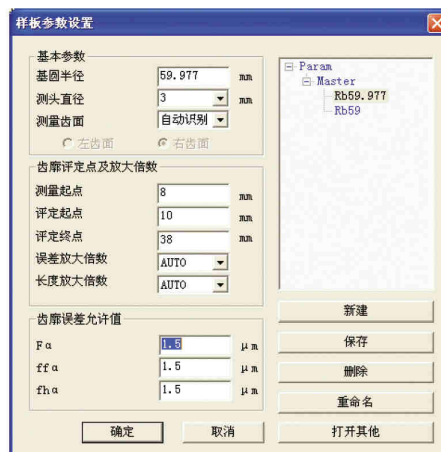 样板参数设置
基本参数
基圆半径 59.977 mm
测头直径 3 mm
测量齿面 自动识别
左齿面 右齿面
齿廓评定点及放大倍数
测量起点 8 mm
评定起点 10 mm
评定终点 38 mm
误差放大倍数 AUTO
长度放大倍数 AUTO
齿廓误差允许值
Fα 1.5 μm
ffα 1.5 μm
fhα 1.5 μm
确定 取消
Param
Master
Rb59.977
Rb59
新建
保存
删除
重命名
打开其他